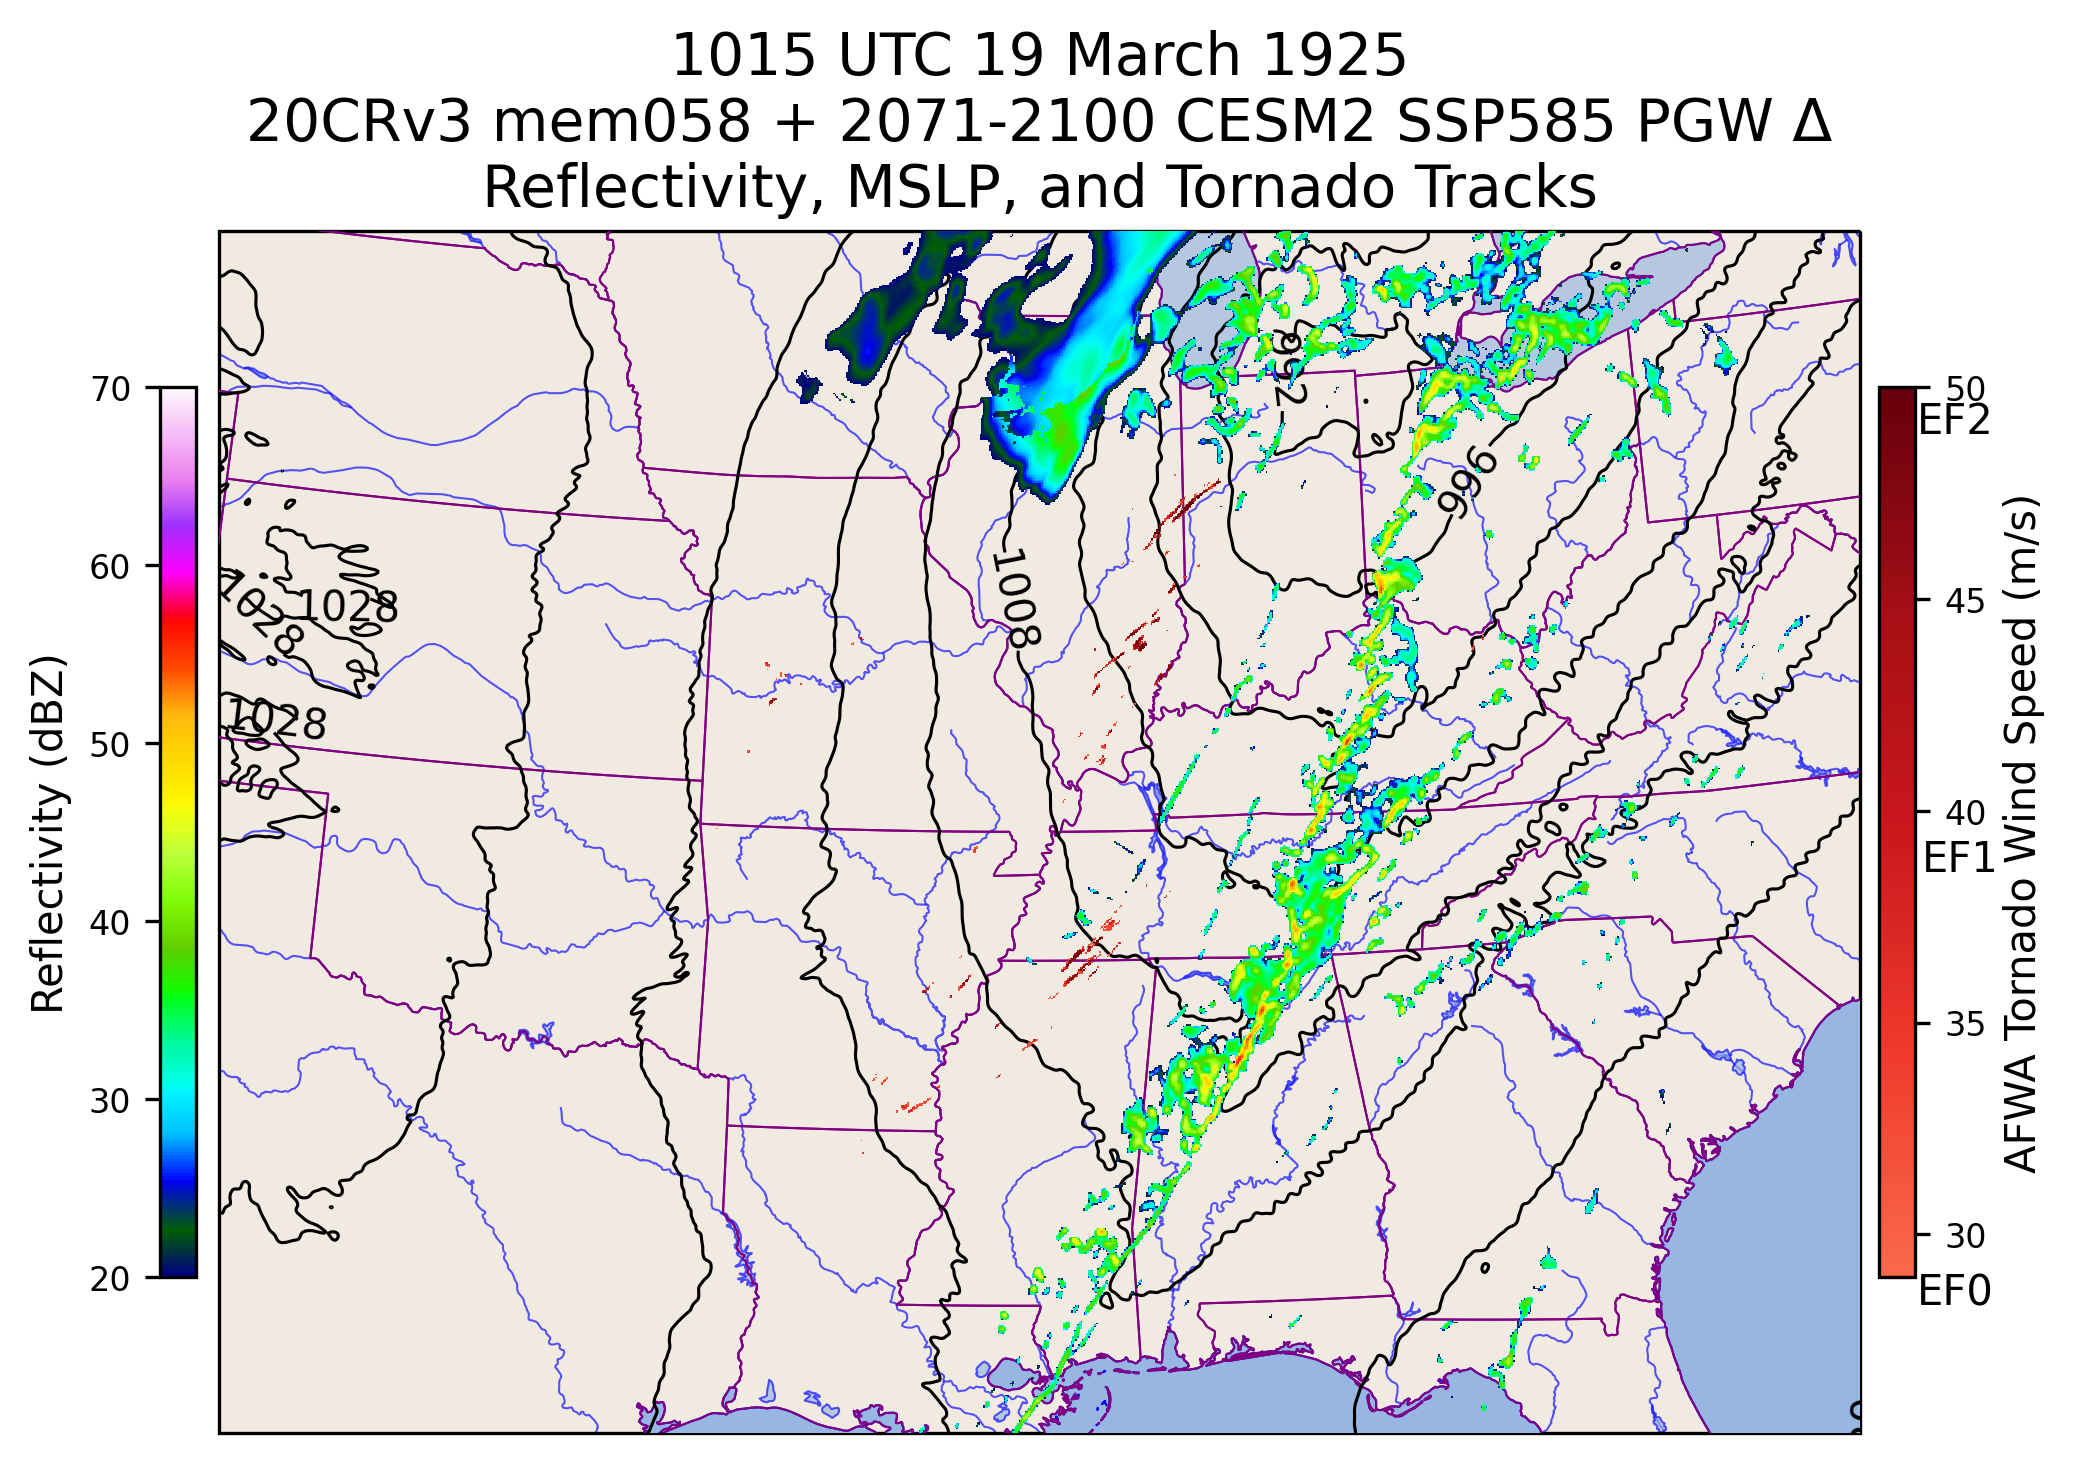 1015 UTC 19 March 1925
20CRv3 mem058 + 2071-2100 CESM2 SSP585 PGW Δ
Reflectivity, MSLP, and Tornado Tracks
Reflectivity (dBZ)
70
60
50
40
30
20
1028
1028
1028
1008
992
996
50
EF2
45
40
EF1
35
30
EF0
AFWA Tornado Wind Speed (m/s)